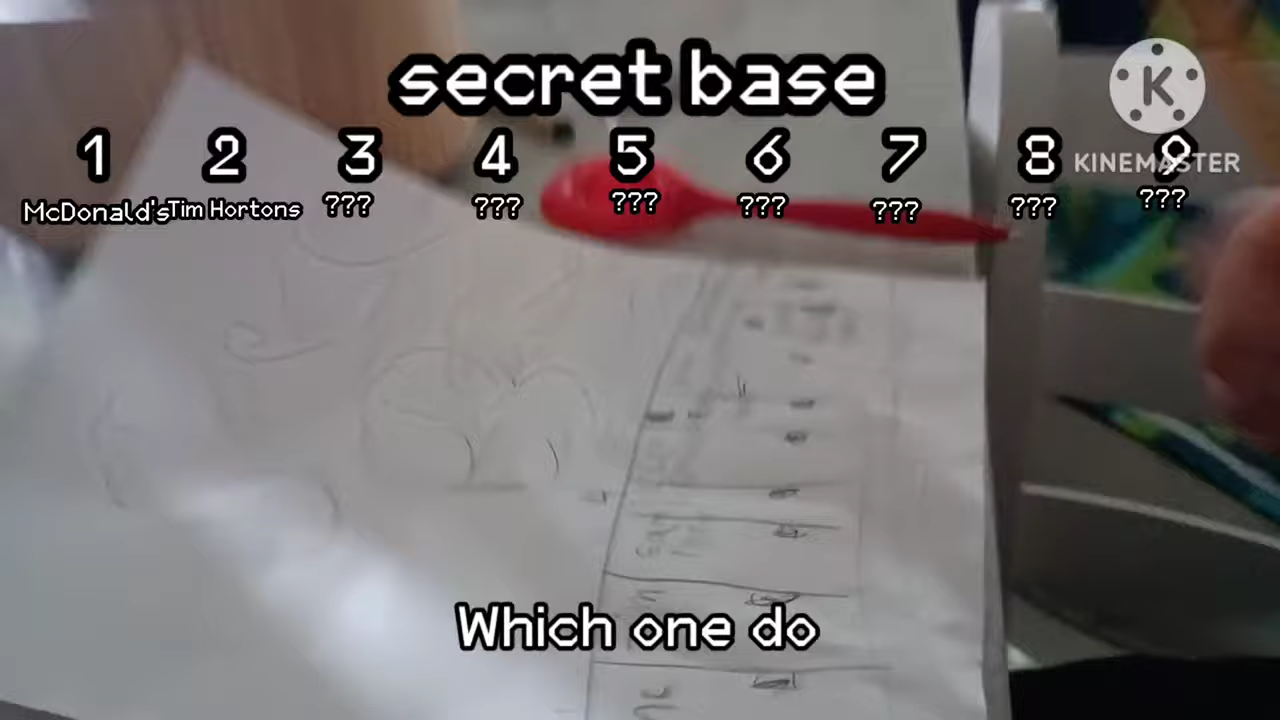 secret base
1 2 3 4 5 6 7 8 9
McDonald's Tim Hortons ??? ??? ??? ??? ??? ??? ???
K
KINEMASTER
Which one do